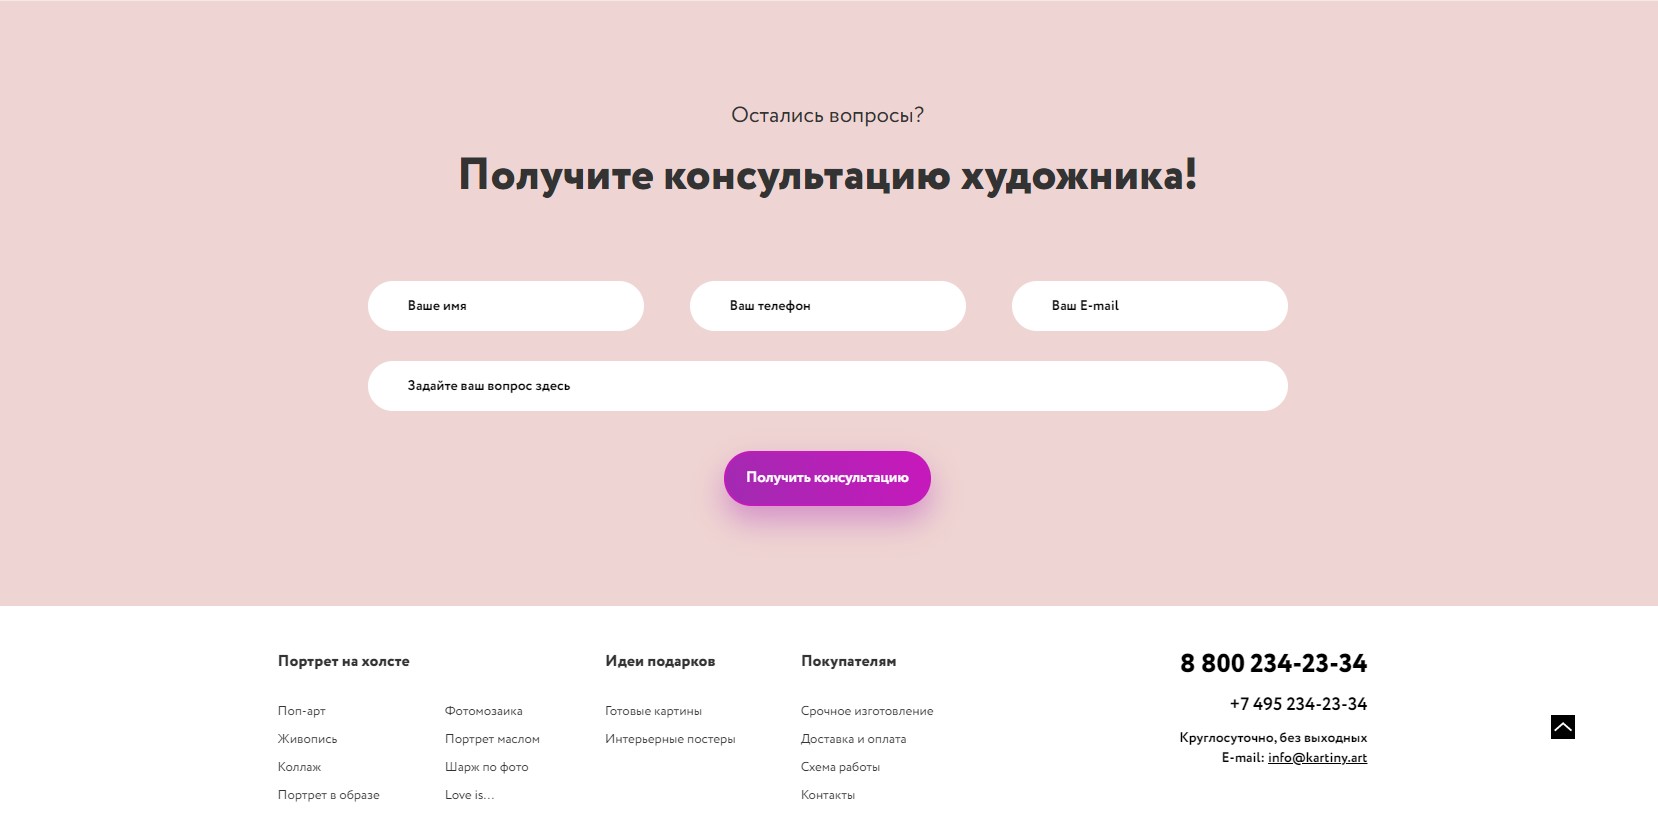 Остались вопросы?
Получите консультацию художника!
Ваше имя
Ваш телефон
Ваш E-mail
Задайте ваш вопрос здесь
Получить консультацию
Портрет на холсте
Поп-арт
Живопись
Коллаж
Портрет в образе
Фотомозаика
Портрет маслом
Шарж по фото
Love is...
Идеи подарков
Готовые картины
Интерьерные постеры
Покупателям
Срочное изготовление
Доставка и оплата
Схема работы
Контакты
8 800 234-23-34
+7 495 234-23-34
Круглосуточно, без выходных
E-mail: info@kartiny.art